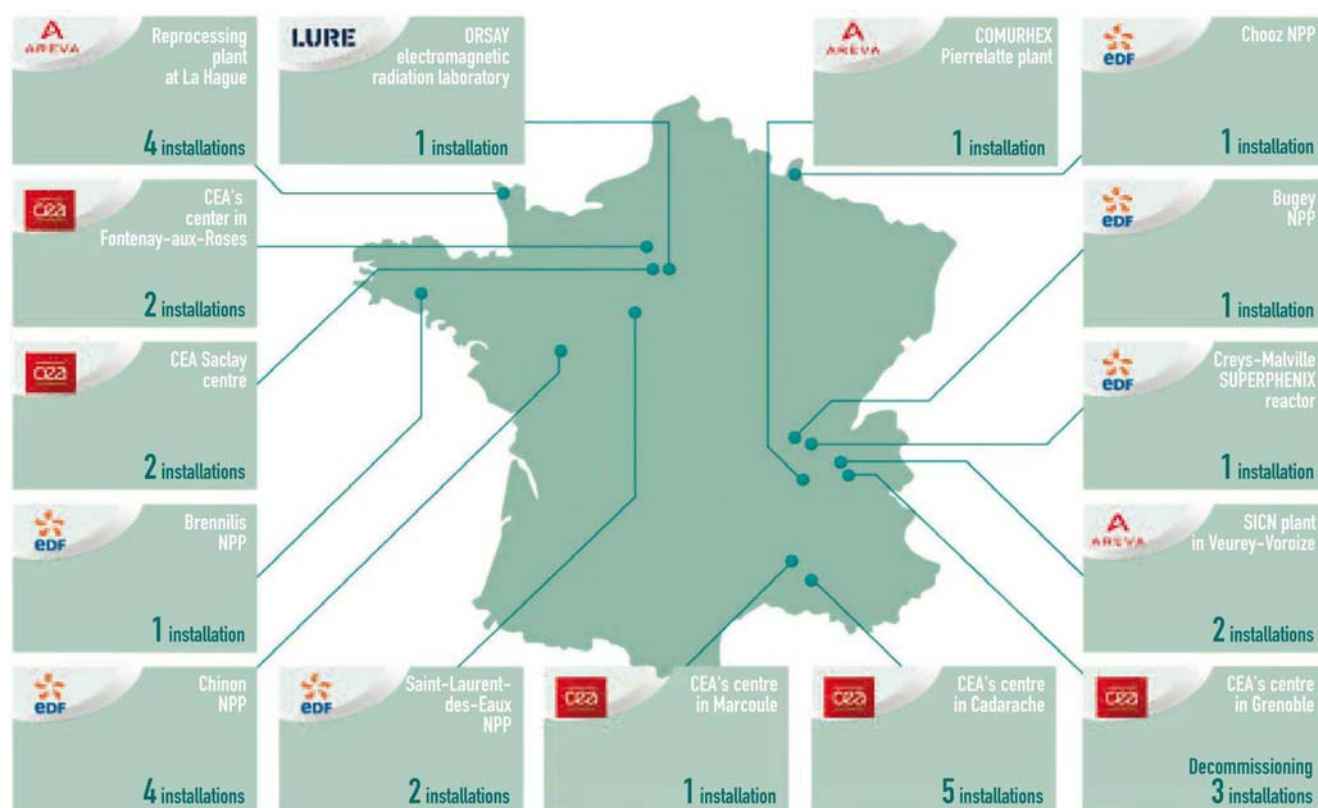 AREVA
Reprocessing
plant
at La Hague
4 installations
LURE
ORSAY
electromagnetic
radiation laboratory
1 installation
AREVA
COMURHEX
Pierrelatte plant
1 installation
eDF
Chooz NPP
1 installation
cea
CEA's
center in
Fontenay-aux-Roses
2 installations
eDF
Bugey
NPP
1 installation
cea
CEA Saclay
centre
2 installations
eDF
Creys-Malville
SUPERPHENIX
reactor
1 installation
eDF
Brennilis
NPP
1 installation
AREVA
SICN plant
in Veurey-Voroize
2 installations
eDF
Chinon
NPP
4 installations
eDF
Saint-Laurent-
des-Eaux
NPP
2 installations
cea
CEA's centre
in Marcoule
1 installation
cea
CEA's centre
in Cadarache
5 installations
cea
CEA's centre
in Grenoble
Decommissioning
3 installations